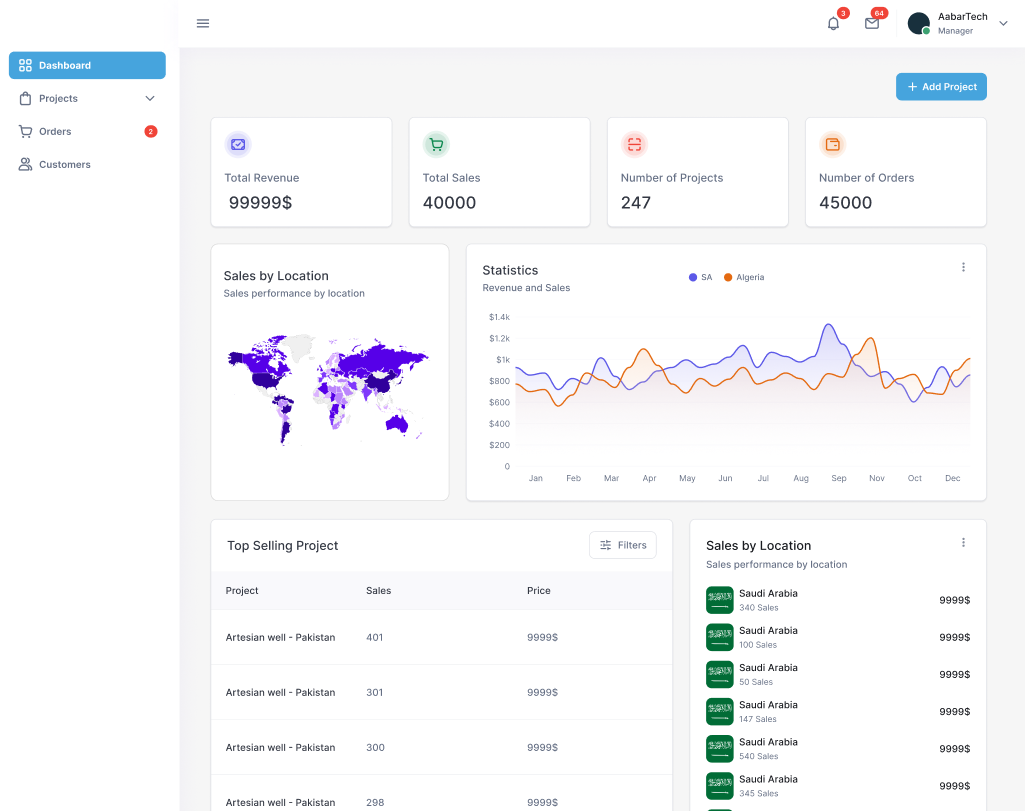 3
64
AabarTech
Manager
Dashboard
Projects
Orders
2
Customers
+ Add Project
Total Revenue
99999$
Total Sales
40000
Number of Projects
247
Number of Orders
45000
Sales by Location
Sales performance by location
Statistics
Revenue and Sales
SA
Algeria
$1.4k
$1.2k
$1k
$800
$600
$400
$200
0
Jan Feb Mar Apr May Jun Jul Aug Sep Nov Oct Dec
Top Selling Project
Filters
Project Sales Price
Artesian well - Pakistan 401 9999$
Artesian well - Pakistan 301 9999$
Artesian well - Pakistan 300 9999$
Artesian well - Pakistan 298 9999$
Sales by Location
Sales performance by location
Saudi Arabia
340 Sales
9999$
Saudi Arabia
100 Sales
9999$
Saudi Arabia
50 Sales
9999$
Saudi Arabia
147 Sales
9999$
Saudi Arabia
540 Sales
9999$
Saudi Arabia
345 Sales
9999$